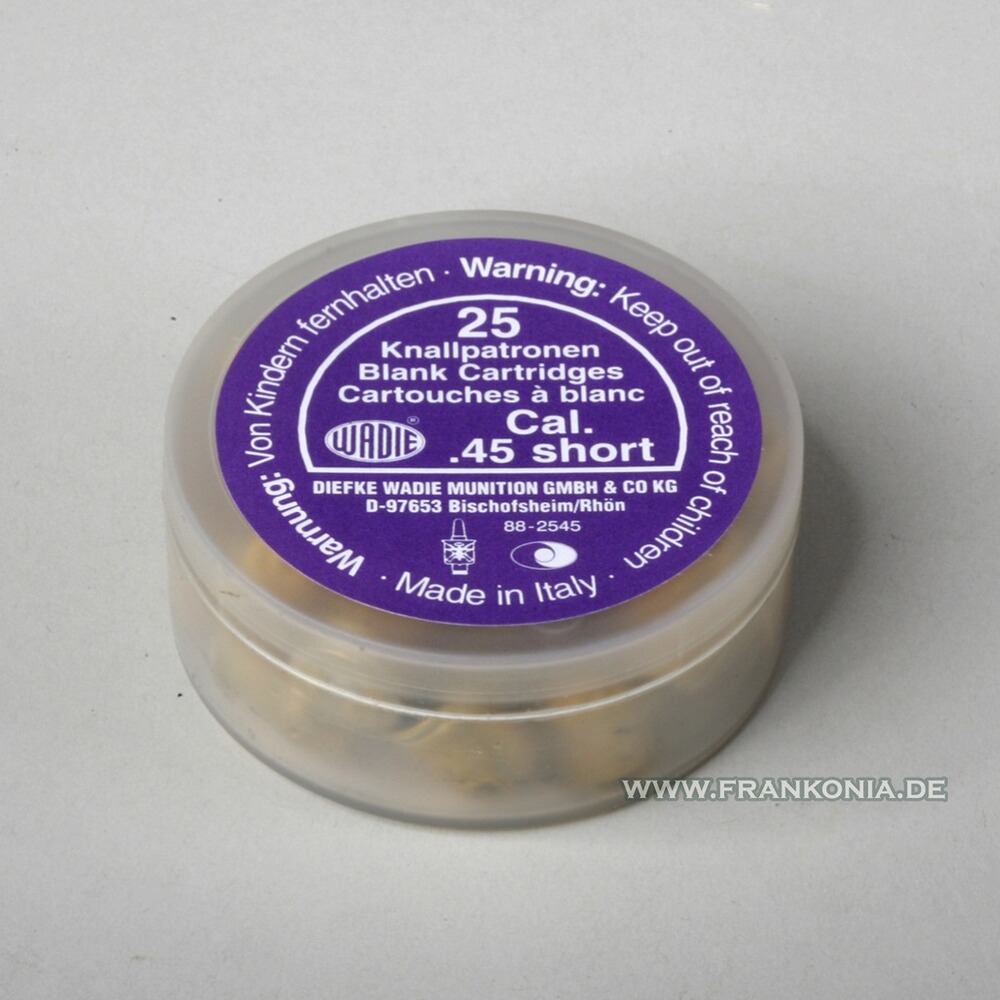 Warnung: Von Kindern fernhalten · Warning: Keep out of reach of children
25
Knallpatronen
Blank Cartridges
Cartouches à blanc
WADIE®
Cal.
.45 short
DIEFKE WADIE MUNITION GMBH & CO KG
D-97653 Bischofsheim/Rhön
88-2545
· Made in Italy ·
WWW.FRANKONIA.DE